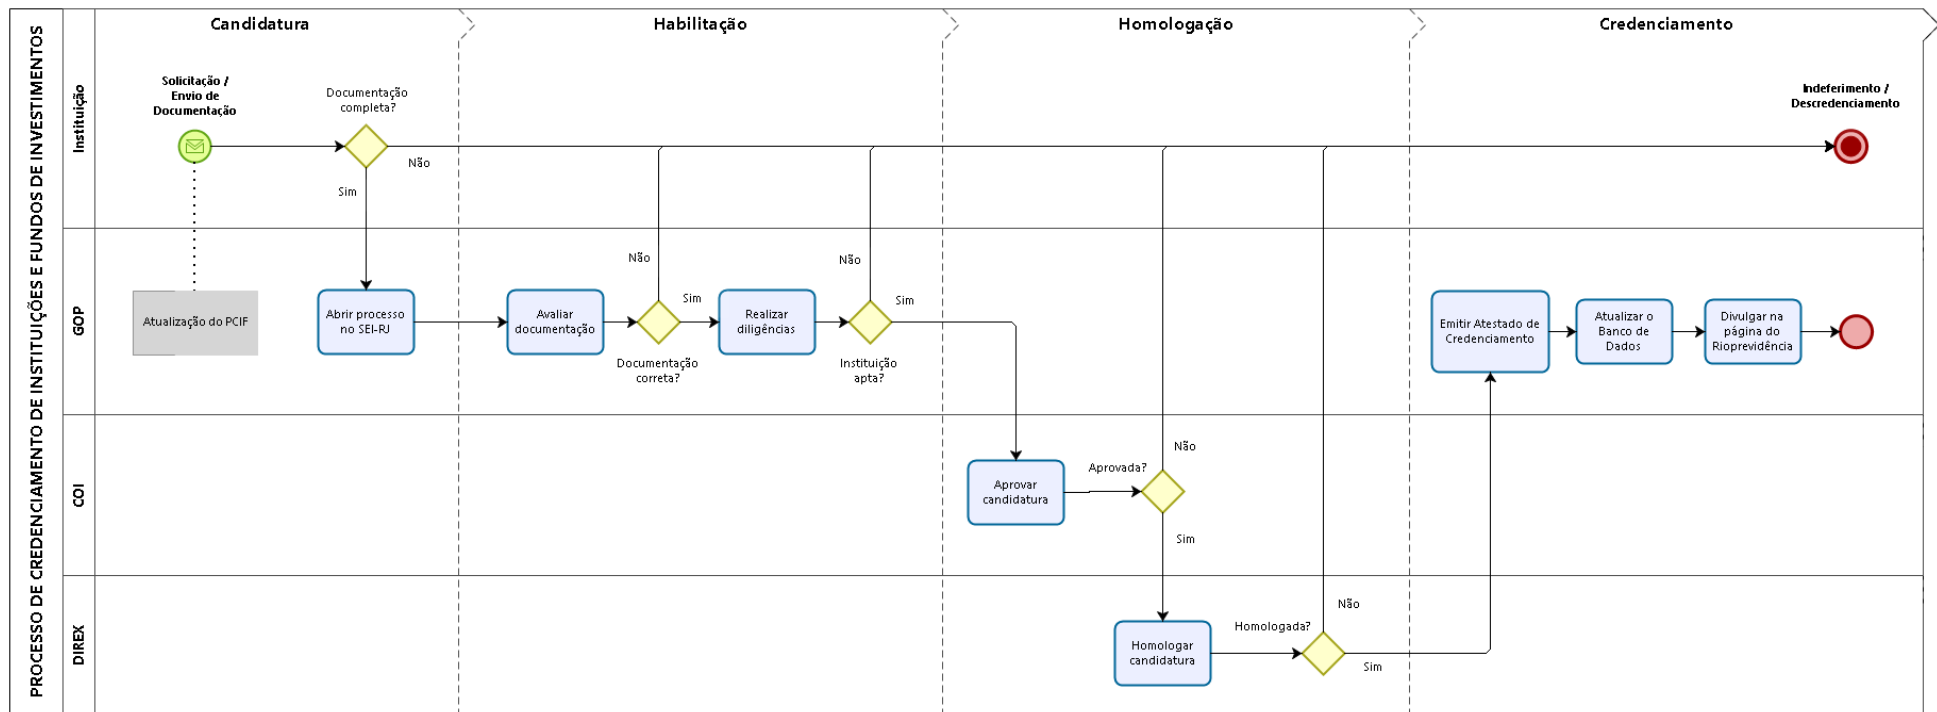 PROCESSO DE CREDENCIAMENTO DE INSTITUIÇÕES E FUNDOS DE INVESTIMENTOS
Candidatura
Habilitação
Homologação
Credenciamento
Instituição
Solicitação /
Envio de
Documentação
Documentação
completa?
Não
Sim
Indeferimento /
Descredenciamento
GOP
Atualização do PCIF
Abrir processo
no SEI-RJ
Avaliar
documentação
Não
Sim
Documentação
correta?
Realizar
diligências
Não
Sim
Instituição
apta?
Emitir Atestado de
Credenciamento
Atualizar o
Banco de
Dados
Divulgar na
página do
Rioprevidência
COI
Aprovar
candidatura
Aprovada?
Não
Sim
DIREX
Homologar
candidatura
Homologada?
Não
Sim